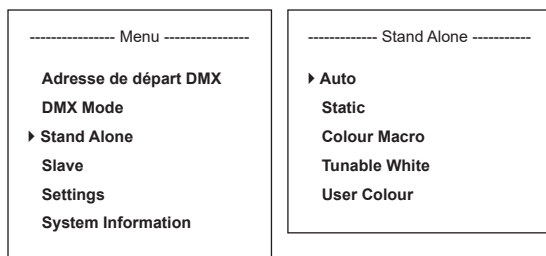 ---------------- Menu ----------------
Adresse de départ DMX
DMX Mode
Stand Alone
Slave
Settings
System Information
------------- Stand Alone -----------
Auto
Static
Colour Macro
Tunable White
User Colour